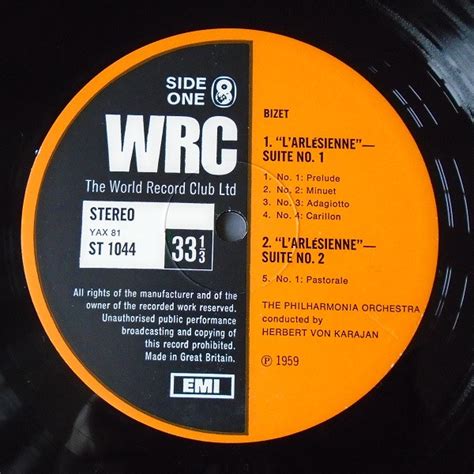 SIDE
ONE
8
WRC
The World Record Club Ltd
STEREO
YAX 81
ST 1044
33 1/3
All rights of the manufacturer and of the
owner of the recorded work reserved.
Unauthorised public performance
broadcasting and copying of
this record prohibited.
Made in Great Britain.
EMI
BIZET
1. “L'ARLéSIENNE”—
SUITE NO. 1
1. No. 1: Prelude
2. No. 2: Minuet
3. No. 3: Adagiotto
4. No. 4: Carillon
2. “L'ARLéSIENNE”—
SUITE NO. 2
5. No. 1: Pastorale
THE PHILHARMONIA ORCHESTRA
conducted by
HERBERT VON KARAJAN
Ⓟ 1959